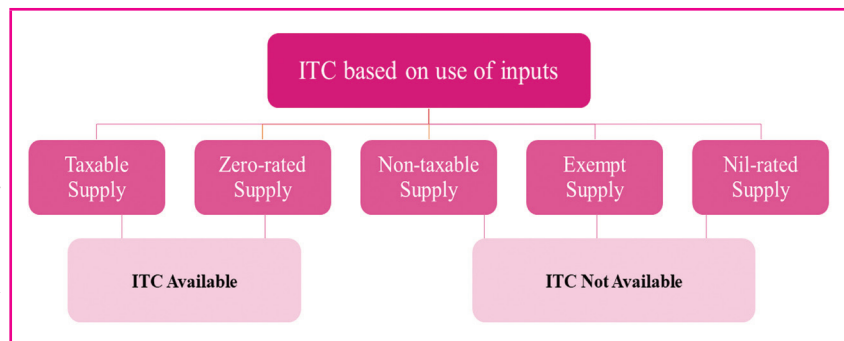 ITC based on use of inputs
Taxable
Supply
Zero-rated
Supply
Non-taxable
Supply
Exempt
Supply
Nil-rated
Supply
ITC Available
ITC Not Available